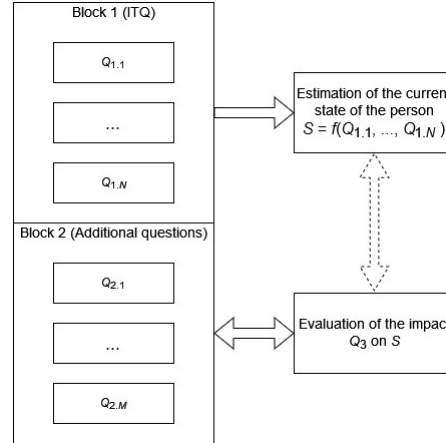 Block 1 (ITQ)
Q1.1
...
Q1.N
Block 2 (Additional questions)
Q2.1
...
Q2.M
Estimation of the curren
state of the person
S = f(Q1.1, ..., Q1.N)
Evaluation of the impac
Q3 on S